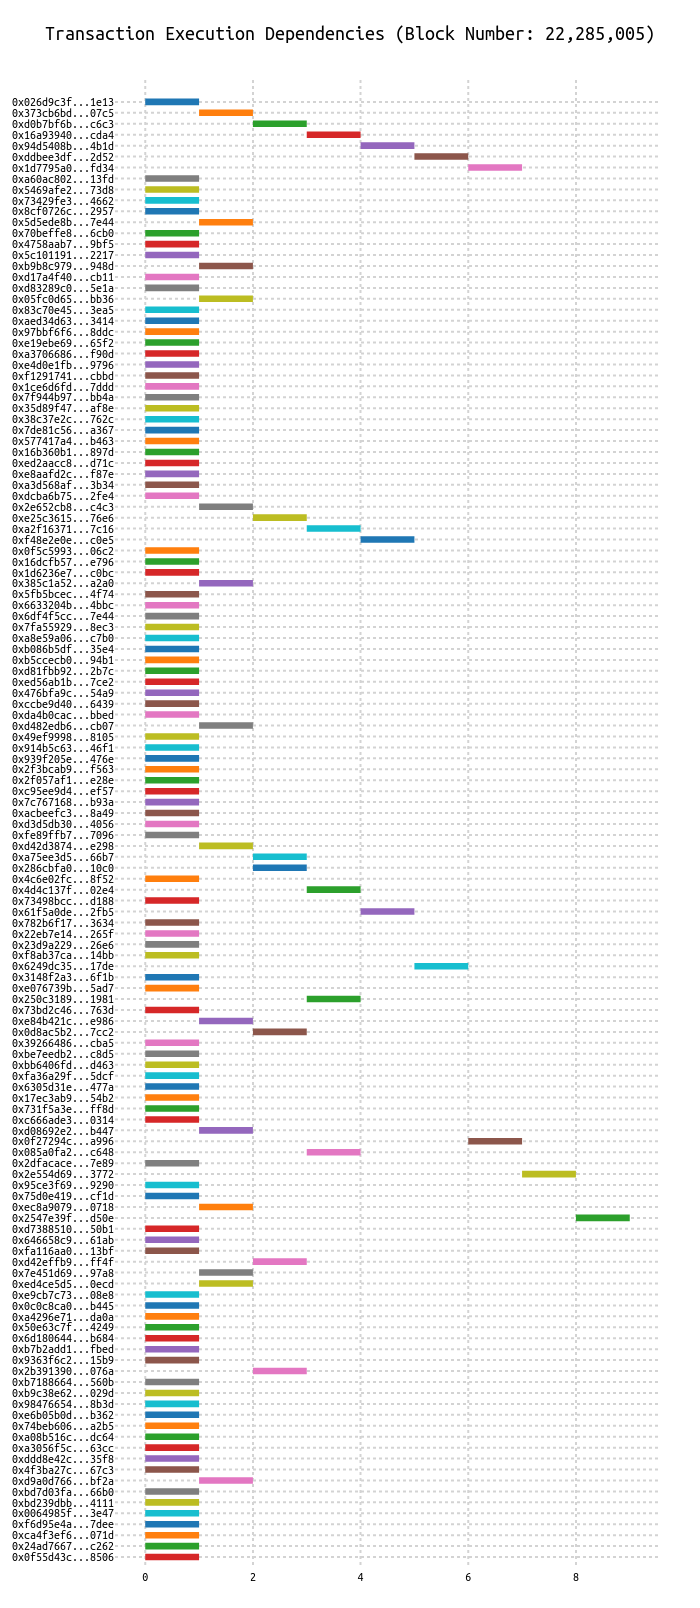 Transaction Execution Dependencies (Block Number: 22,285,005)
0x026d9c3f...1e13
0x373cb6bd...07c5
0xd0b7bf6b...c6c3
0x16a93940...cda4
0x94d5408b...4b1d
0xddbee3df...2d52
0x1d7795a0...fd34
0xa60ac802...13fd
0x5469afe2...73d8
0x73429fe3...4662
0x8cf0726c...2957
0x5d5ede8b...7e44
0x70beffe8...6cb0
0x4758aab7...9bf5
0x5c101191...2217
0xb9b8c979...948d
0xd17a4f40...cb11
0xd83289c0...5e1a
0x05fc0d65...bb36
0x83c70e45...3ea5
0xaed34d63...3414
0x97bbf6f6...8ddc
0xe19ebe69...65f2
0xa3706686...f90d
0xe4d0e1fb...9796
0xf1291741...cbbd
0x1ce6d6fd...7ddd
0x7f944b97...bb4a
0x35d89f47...af8e
0x38c37e2c...762c
0x7de81c56...a367
0x577417a4...b463
0x16b360b1...897d
0xed2aacc8...d71c
0xe8aafd2c...f87e
0xa3d568af...3b34
0xdcba6b75...2fe4
0x2e652cb8...c4c3
0xe25c3615...76e6
0xa2f16371...7c16
0xf48e2e0e...c0e5
0x0f5c5993...06c2
0x16dcfb57...e796
0x1d6236e7...c0bc
0x385c1a52...a2a0
0x5fb5bcec...4f74
0x6633204b...4bbc
0x6df4f5cc...7e44
0x7fa55929...8ec3
0xa8e59a06...c7b0
0xb086b5df...35e4
0xb5ccecb0...94b1
0xd81fbb92...2b7c
0xed56ab1b...7ce2
0x476bfa9c...54a9
0xccbe9d40...6439
0xda4b0cac...bbed
0xd482edb6...cb07
0x49ef9998...8105
0x914b5c63...46f1
0x939f205e...476e
0x2f3bcab9...f563
0x2f057af1...e28e
0xc95ee9d4...ef57
0x7c767168...b93a
0xacbeefc3...8a49
0xd3d5db30...4056
0xfe89ffb7...7096
0xd42d3874...e298
0xa75ee3d5...66b7
0x286cbfa0...10c0
0x4c6e02fc...8f52
0x4d4c137f...02e4
0x73498bcc...d188
0x61f5a0de...2fb5
0x782b6f17...3634
0x22eb7e14...265f
0x23d9a229...26e6
0xf8ab37ca...14bb
0x6249dc35...17de
0x3148f2a3...6f1b
0xe076739b...5ad7
0x250c3189...1981
0x73bd2c46...763d
0xe84b421c...e986
0x0d8ac5b2...7cc2
0x39266486...cba5
0xbe7eedb2...c8d5
0xbb6406fd...d463
0xfa36a29f...5dcf
0x6305d31e...477a
0x17ec3ab9...54b2
0x731f5a3e...ff8d
0xc666ade3...0314
0xd08692e2...b447
0x0f27294c...a996
0x085a0fa2...c648
0x2dfacace...7e89
0x2e554d69...3772
0x95ce3f69...9290
0x75d0e419...cf1d
0xec8a9079...0718
0x2547e39f...d50e
0xd7388510...50b1
0x646658c9...61ab
0xfa116aa0...13bf
0xd42effb9...ff4f
0x7e451d69...97a8
0xed4ce5d5...0ecd
0xe9cb7c73...08e8
0x0c0c8ca0...b445
0xa4296e71...da0a
0x50e63c7f...4249
0x6d180644...b684
0xb7b2add1...fbed
0x9363f6c2...15b9
0x2b391390...076a
0xb7188664...560b
0xb9c38e62...029d
0x98476654...8b3d
0xe6b05b0d...b362
0x74beb606...a2b5
0xa08b516c...dc64
0xa3056f5c...63cc
0xddd8e42c...35f8
0x4f3ba27c...67c3
0xd9a0d766...bf2a
0xbd7d03fa...66b0
0xbd239dbb...4111
0x0064985f...3e47
0xf6d95e4a...7dee
0xca4f3ef6...071d
0x24ad7667...c262
0x0f55d43c...8506
0 2 4 6 8